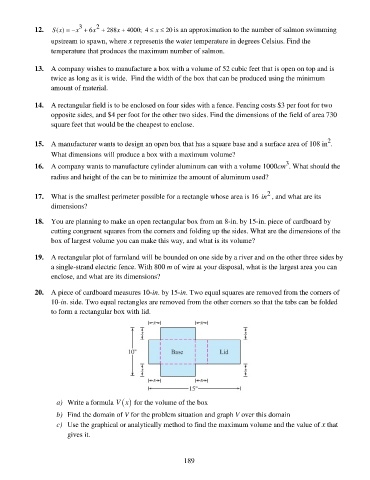 12. S(x) = −x³ + 6x² + 288x + 4000; 4 ≤ x ≤ 20 is an approximation to the number of salmon swimming
upstream to spawn, where x represents the water temperature in degrees Celsius. Find the
temperature that produces the maximum number of salmon.
13. A company wishes to manufacture a box with a volume of 52 cubic feet that is open on top and is
twice as long as it is wide. Find the width of the box that can be produced using the minimum
amount of material.
14. A rectangular field is to be enclosed on four sides with a fence. Fencing costs $3 per foot for two
opposite sides, and $4 per foot for the other two sides. Find the dimensions of the field of area 730
square feet that would be the cheapest to enclose.
15. A manufacturer wants to design an open box that has a square base and a surface area of 108 in².
What dimensions will produce a box with a maximum volume?
16. A company wants to manufacture cylinder aluminum can with a volume 1000cm³. What should the
radius and height of the can be to minimize the amount of aluminum used?
17. What is the smallest perimeter possible for a rectangle whose area is 16 in², and what are its
dimensions?
18. You are planning to make an open rectangular box from an 8-in. by 15-in. piece of cardboard by
cutting congruent squares from the corners and folding up the sides. What are the dimensions of the
box of largest volume you can make this way, and what is its volume?
19. A rectangular plot of farmland will be bounded on one side by a river and on the other three sides by
a single-strand electric fence. With 800 m of wire at your disposal, what is the largest area you can
enclose, and what are its dimensions?
20. A piece of cardboard measures 10-in. by 15-in. Two equal squares are removed from the corners of
10-in. side. Two equal rectangles are removed from the other corners so that the tabs can be folded
to form a rectangular box with lid.
x x
x x
10" Base Lid
x x
x x
15"
a) Write a formula V(x) for the volume of the box
b) Find the domain of V for the problem situation and graph V over this domain
c) Use the graphical or analytically method to find the maximum volume and the value of x that
gives it.
189